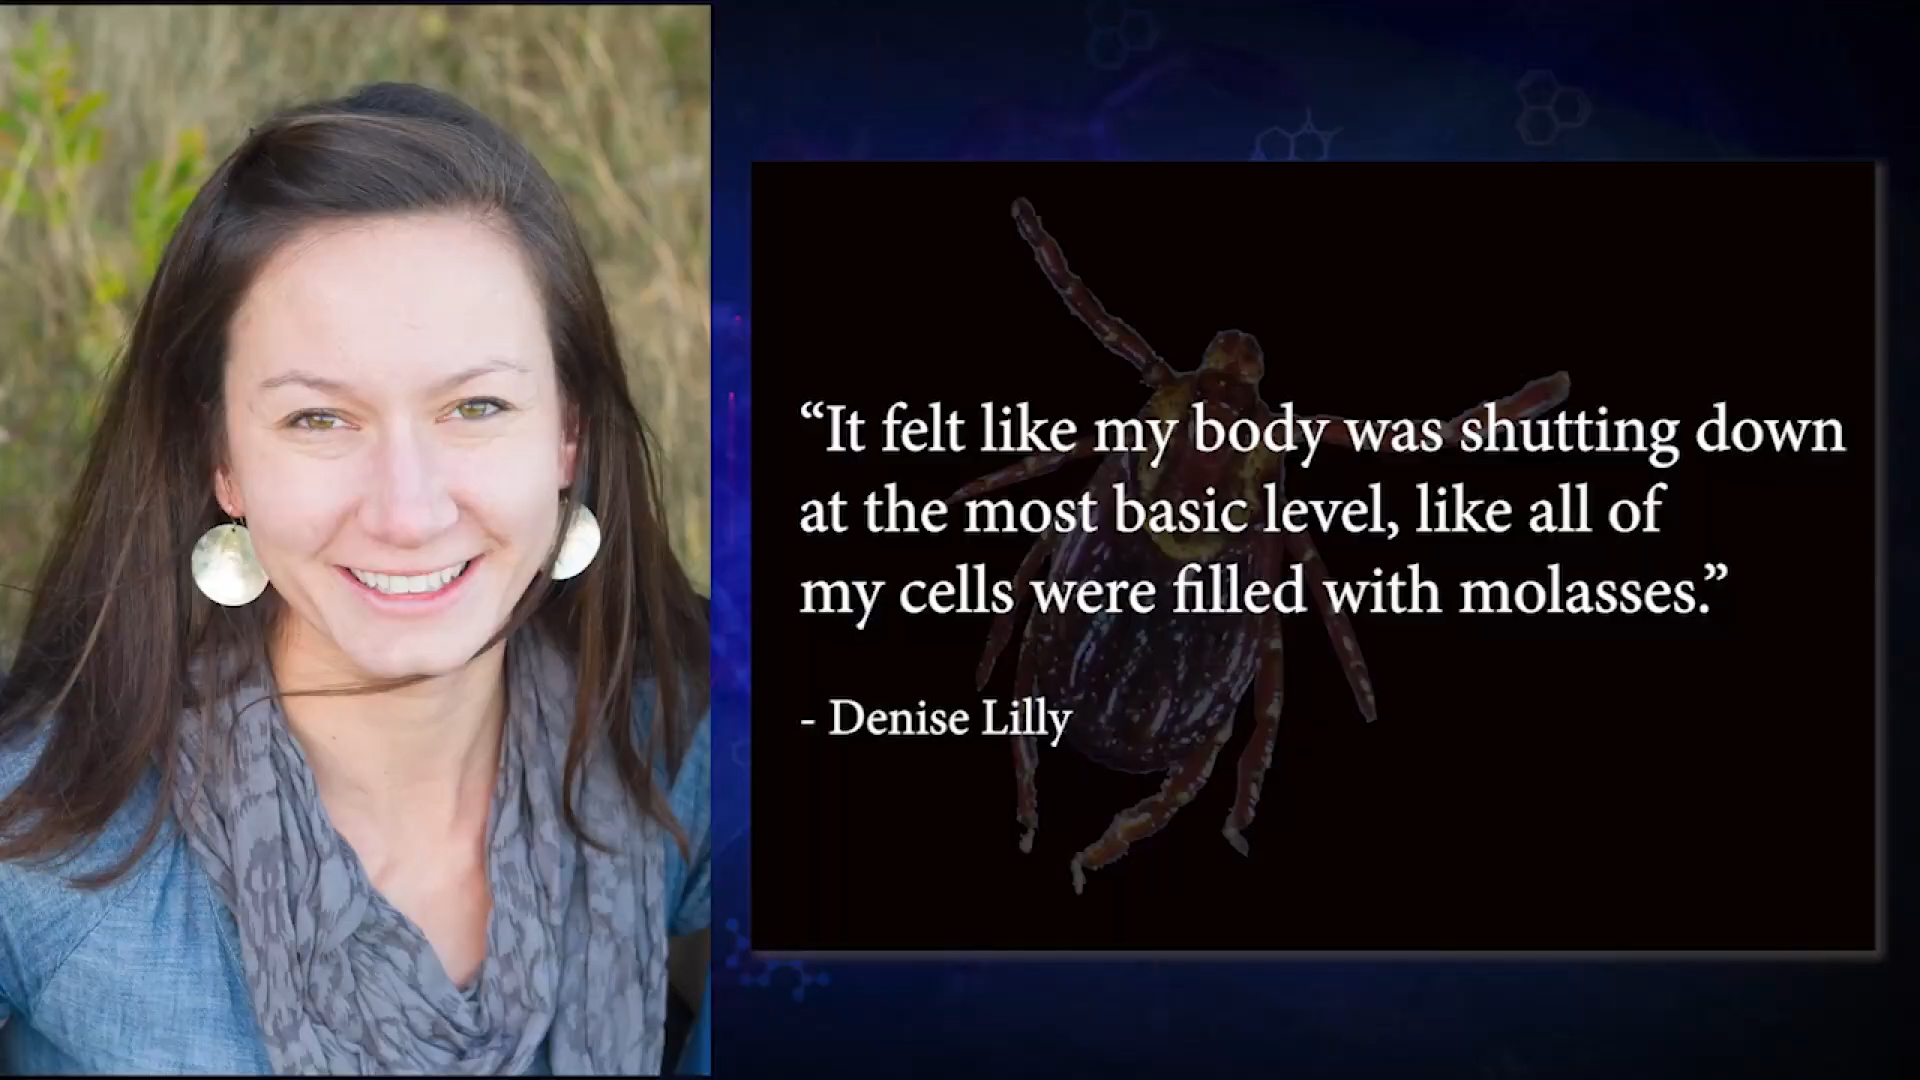 “It felt like my body was shutting down
at the most basic level, like all of
my cells were filled with molasses.”
- Denise Lilly